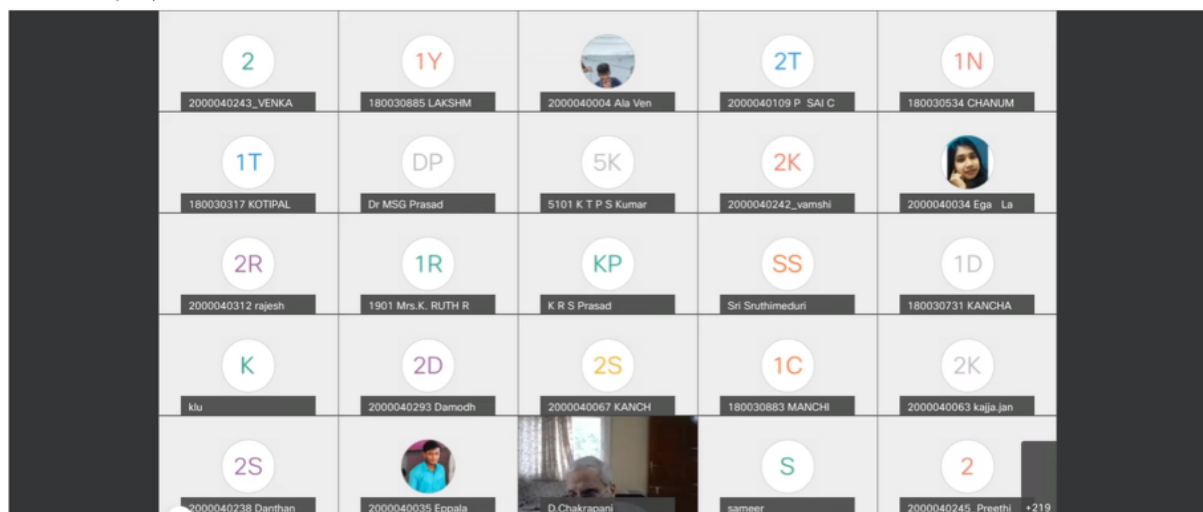 2 1Y 2T 1N
2000040243_VENKA 180030885 LAKSHM 2000040004 Ala Ven 2000040109 P SAI C 180030534 CHANUM
1T DP 5K 2K
180030317 KOTIPAL Dr MSG Prasad 5101 K T P S Kumar 2000040242_vamshi 2000040034 Ega La
2R 1R KP SS 1D
2000040312 rajesh 1901 Mrs.K. RUTH R K R S Prasad Sri Sruthimeduri 180030731 KANCHA
K 2D 2S 1C 2K
klu 2000040293 Damodh 2000040067 KANCH 180030883 MANCHI 2000040063 kajja.jan
2S S 2
2000040238 Danthan 2000040035 Eppala D.Chakrapani sameer 2000040245_Preethi +219